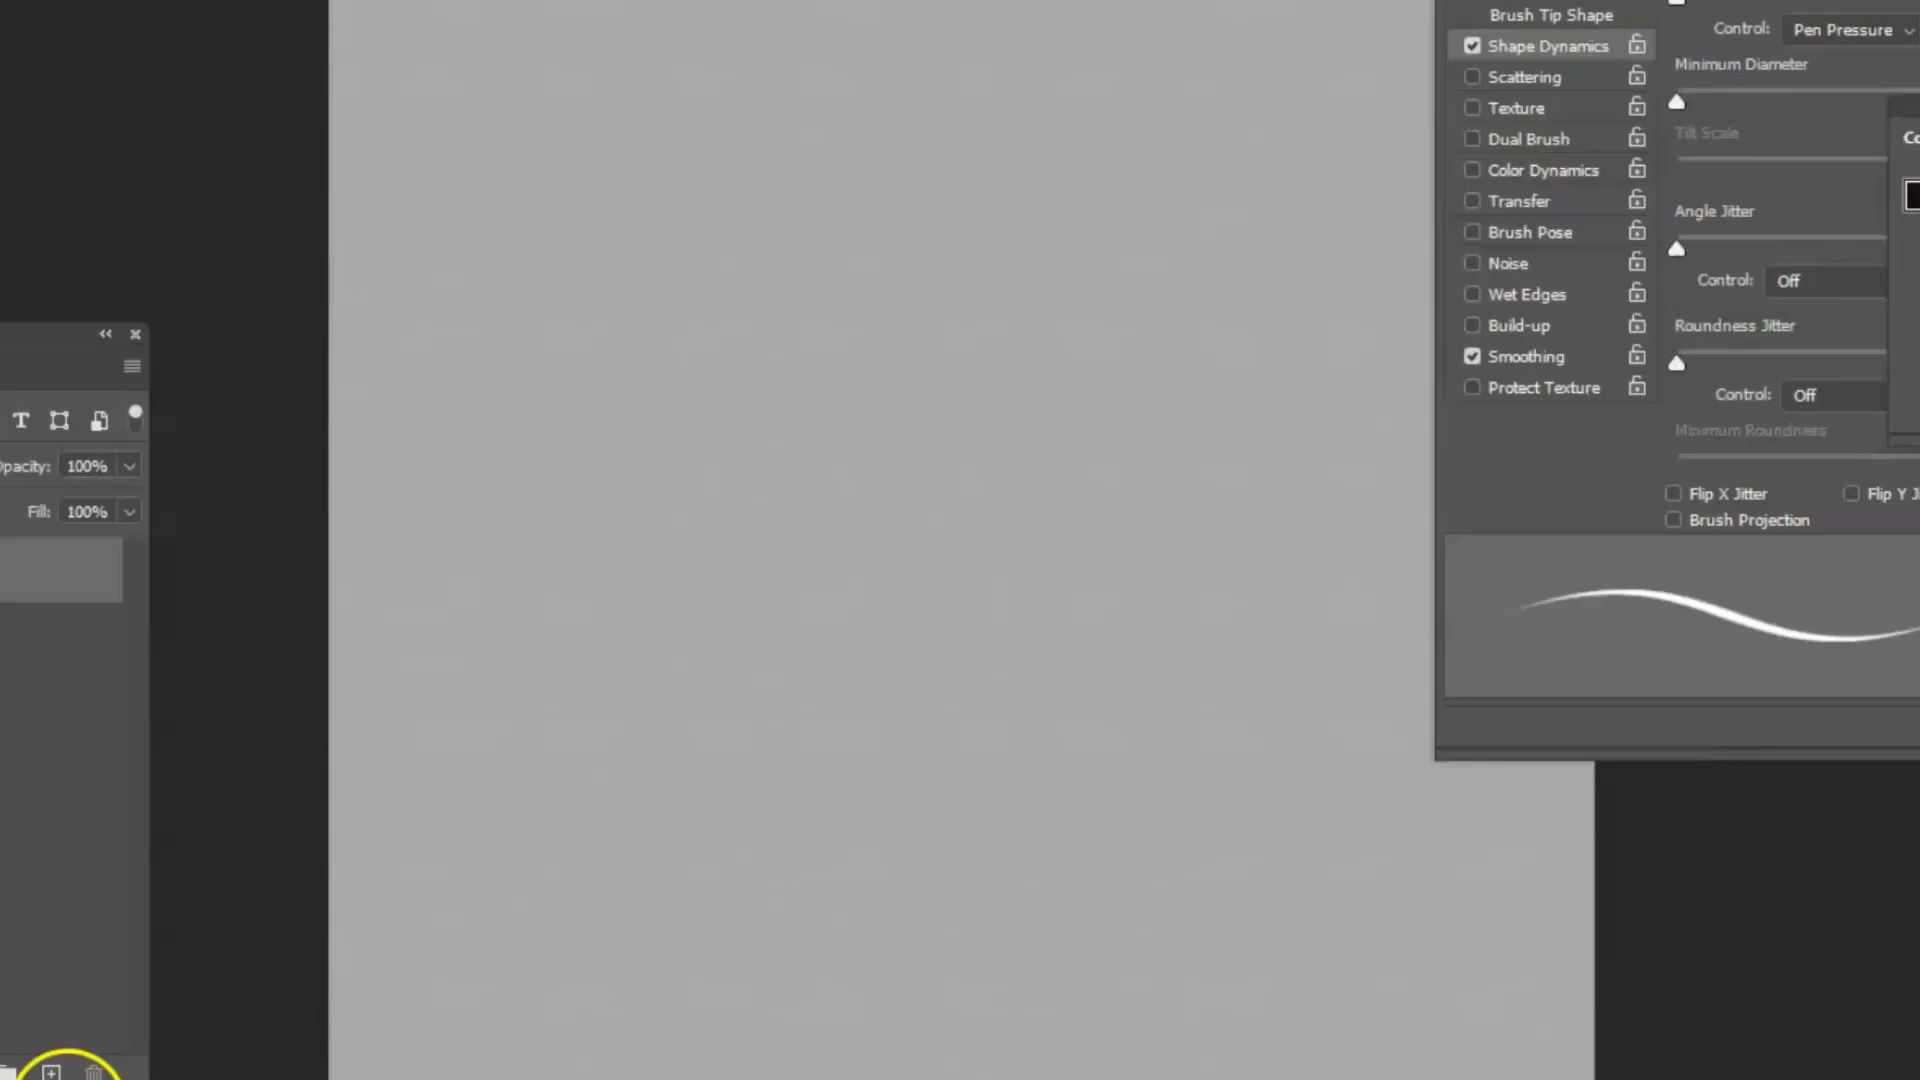 Brush Tip Shape
Shape Dynamics
Scattering
Texture
Dual Brush
Color Dynamics
Transfer
Brush Pose
Noise
Wet Edges
Build-up
Smoothing
Protect Texture
Control: Pen Pressure
Minimum Diameter
Tilt Scale
Angle Jitter
Control: Off
Roundness Jitter
Control: Off
Minimum Roundness
Flip X Jitter
Flip Y
Brush Projection
T
100%
Fill: 100%